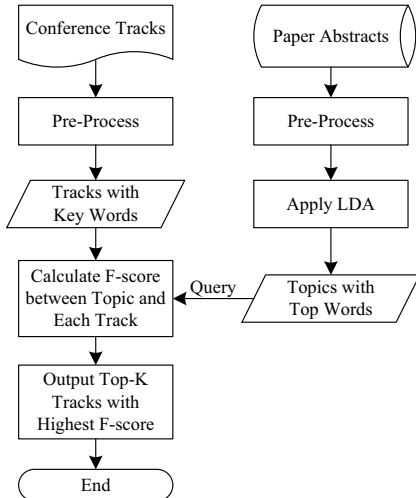 Conference Tracks
Paper Abstracts
Pre-Process
Pre-Process
Tracks with
Key Words
Apply LDA
Calculate F-score
between Topic and
Each Track
Query
Topics with
Top Words
Output Top-K
Tracks with
Highest F-score
End